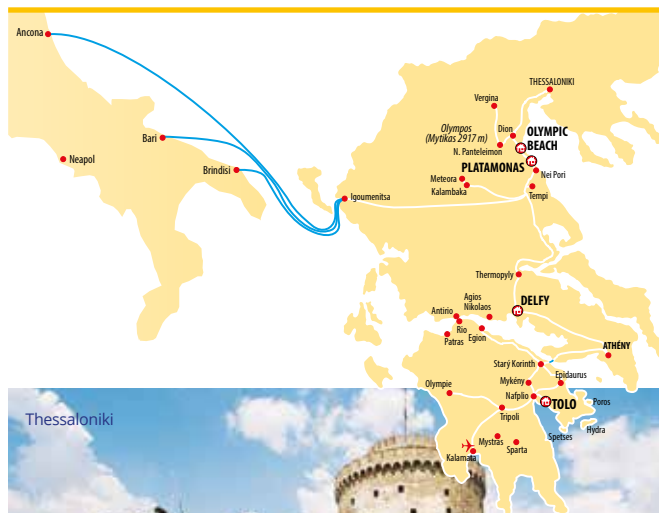 Ancona
THESSALONIKI
Vergina
Olympos
(Mytikas 2917 m)
Dion
OLYMPIC
BEACH
Bari
N. Panteleimon
Neapol
PLATAMONAS
Brindisi
Meteora
Nei Pori
Kalambaka
Igoumenitsa
Tempi
Thermopyly
Agios
Nikolaos
DELFY
Antirio
Rio
Patras
Egion
ATHÉNY
Starý Korinth
Mykény
Epidaurus
Olympie
Nafplio
TOLO
Poros
Tripoli
Hydra
Spetses
Mystras
Sparta
Kalamata
Thessaloniki